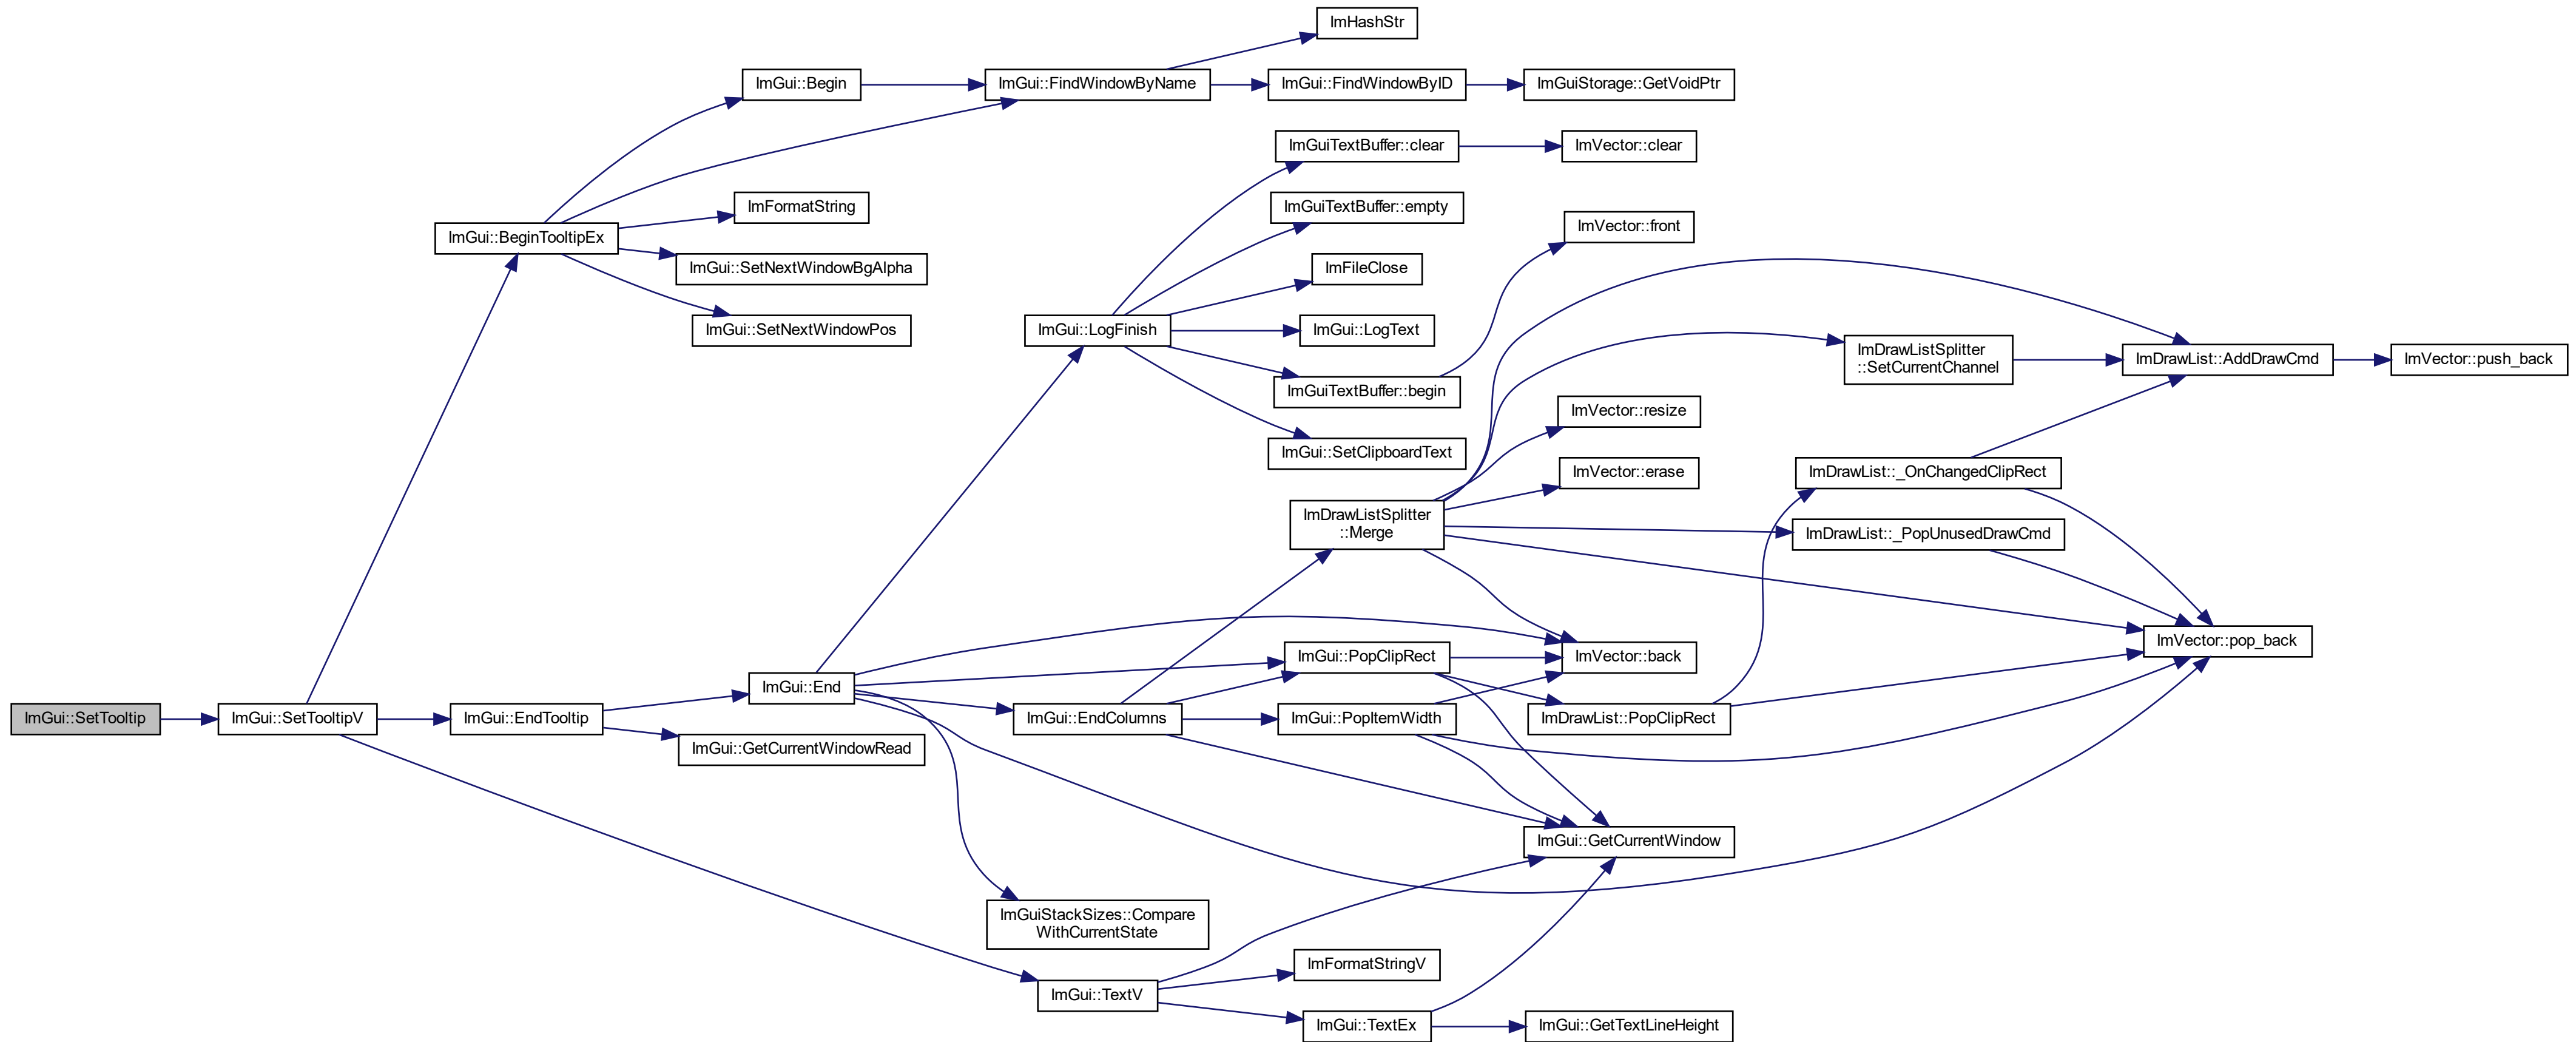 ImHashStr
ImGui::Begin
ImGui::FindWindowByName
ImGui::FindWindowByID
ImGuiStorage::GetVoidPtr
ImGuiTextBuffer::clear
ImVector::clear
ImFormatString
ImGuiTextBuffer::empty
ImVector::front
ImGui::BeginTooltipEx
ImGui::SetNextWindowBgAlpha
ImFileClose
ImGui::SetNextWindowPos
ImGui::LogFinish
ImGui::LogText
ImDrawListSplitter
::SetCurrentChannel
ImDrawList::AddDrawCmd
ImVector::push_back
ImGuiTextBuffer::begin
ImVector::resize
ImGui::SetClipboardText
ImVector::erase
ImDrawList::_OnChangedClipRect
ImDrawListSplitter
::Merge
ImDrawList::_PopUnusedDrawCmd
ImVector::pop_back
ImGui::PopClipRect
ImVector::back
ImGui::End
ImGui::SetTooltip
ImGui::SetTooltipV
ImGui::EndTooltip
ImGui::EndColumns
ImGui::PopItemWidth
ImDrawList::PopClipRect
ImGui::GetCurrentWindowRead
ImGui::GetCurrentWindow
ImGuiStackSizes::Compare
WithCurrentState
ImFormatStringV
ImGui::TextV
ImGui::TextEx
ImGui::GetTextLineHeight